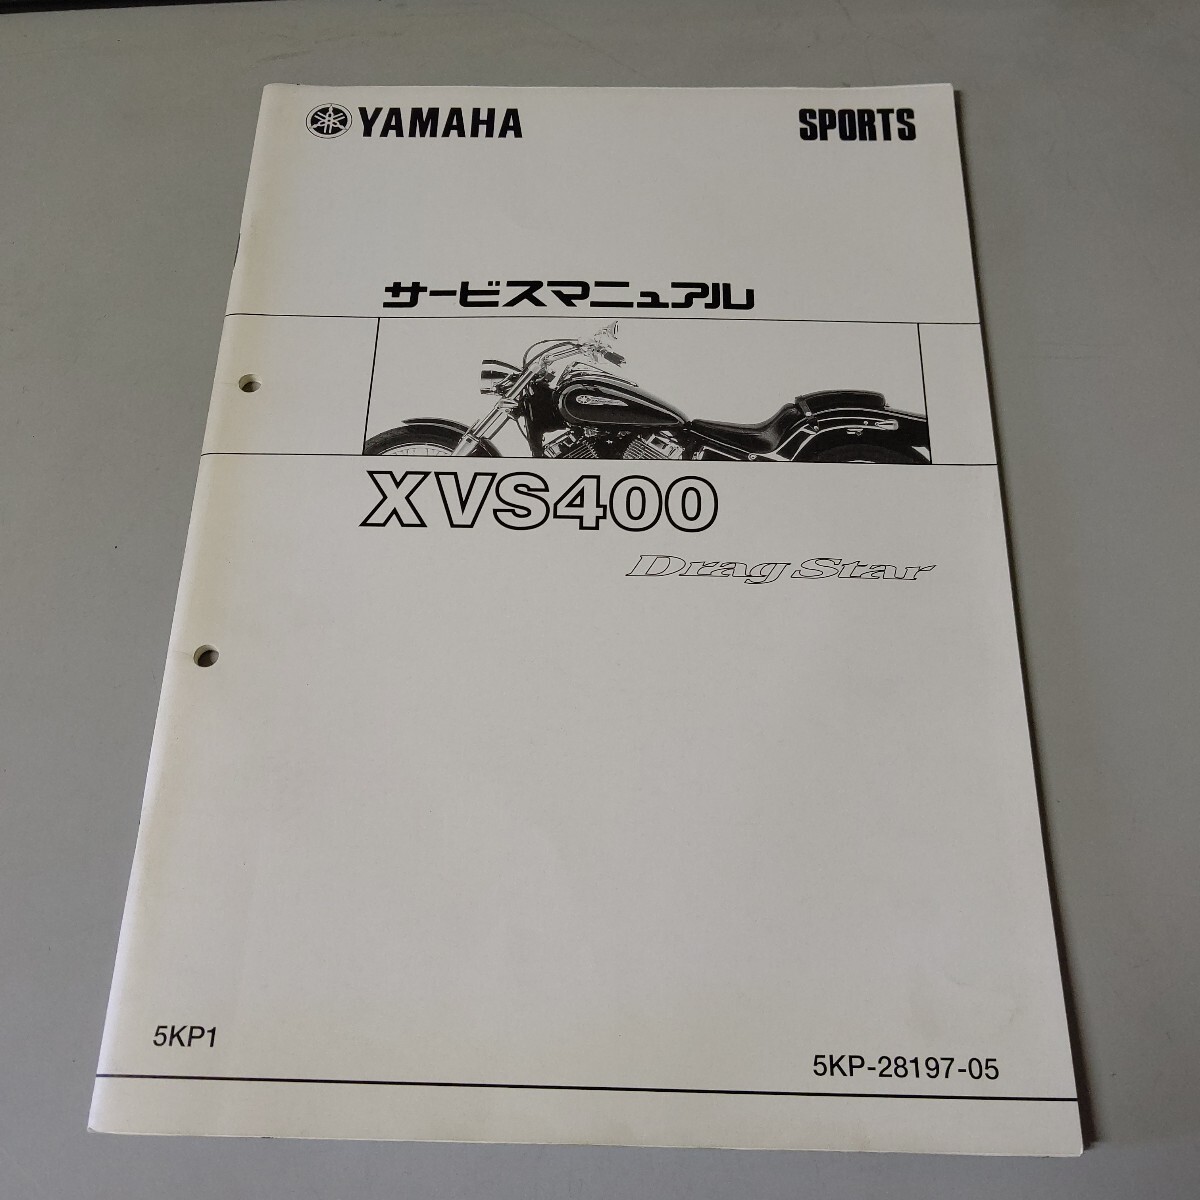 YAMAHA SPORTS
サービスマニュアル
XVS400
Drag Star
5KP1
5KP-28197-05